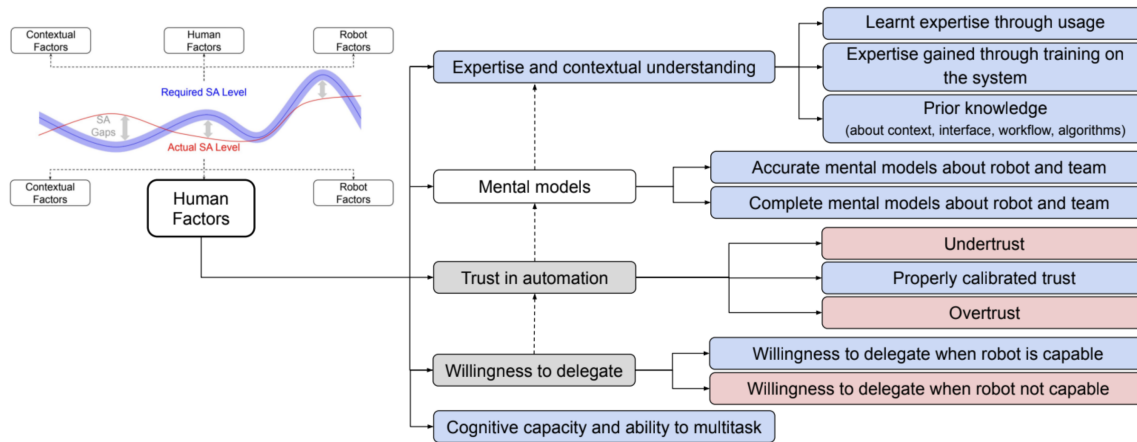 Contextual
Factors
Human
Factors
Robot
Factors
Required SA Level
SA
Gaps
Actual SA Level
Contextual
Factors
Human
Factors
Robot
Factors
Expertise and contextual understanding
Mental models
Trust in automation
Willingness to delegate
Cognitive capacity and ability to multitask
Learnt expertise through usage
Expertise gained through training on
the system
Prior knowledge
(about context, interface, workflow, algorithms)
Accurate mental models about robot and team
Complete mental models about robot and team
Undertrust
Properly calibrated trust
Overtrust
Willingness to delegate when robot is capable
Willingness to delegate when robot not capable